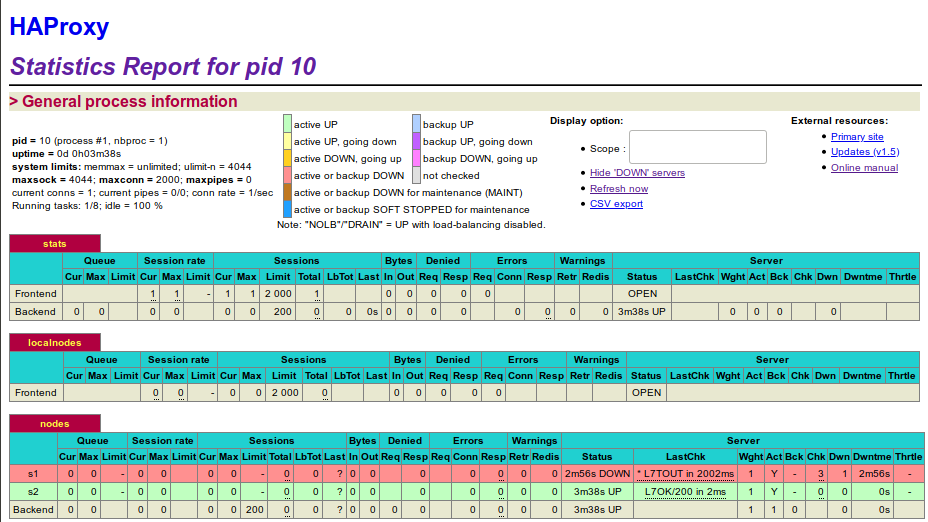 HAProxy
Statistics Report for pid 10
> General process information
pid = 10 (process #1, nbproc = 1)
uptime = 0d 0h03m38s
system limits: memmax = unlimited; ulimit-n = 4044
maxsock = 4044; maxconn = 2000; maxpipes = 0
current conns = 1; current pipes = 0/0; conn rate = 1/sec
Running tasks: 1/8; idle = 100 %
active UP backup UP
active UP, going down backup UP, going down
active DOWN, going up backup DOWN, going up
active or backup DOWN not checked
active or backup DOWN for maintenance (MAINT)
active or backup SOFT STOPPED for maintenance
Note: "NOLB"/"DRAIN" = UP with load-balancing disabled.
Display option:
• Scope :
• Hide 'DOWN' servers
• Refresh now
• CSV export
External resources:
• Primary site
• Updates (v1.5)
• Online manual
stats
Queue Session rate Sessions Bytes Denied Errors Warnings Server
Cur Max Limit Cur Max Limit Cur Max Limit Total LbTot Last In Out Req Resp Req Conn Resp Retr Redis Status LastChk Wght Act Bck Chk Dwn Dwntme Thrtle
Frontend 1 1 - 1 1 2 000 1 0 0 0 0 0 OPEN
Backend 0 0 0 0 0 0 200 0 0 0s 0 0 0 0 0 0 0 0 3m38s UP 0 0 0 0
localnodes
Queue Session rate Sessions Bytes Denied Errors Warnings Server
Cur Max Limit Cur Max Limit Cur Max Limit Total LbTot Last In Out Req Resp Req Conn Resp Retr Redis Status LastChk Wght Act Bck Chk Dwn Dwntme Thrtle
Frontend 0 0 - 0 0 2 000 0 0 0 0 0 0 OPEN
nodes
Queue Session rate Sessions Bytes Denied Errors Warnings Server
Cur Max Limit Cur Max Limit Cur Max Limit Total LbTot Last In Out Req Resp Req Conn Resp Retr Redis Status LastChk Wght Act Bck Chk Dwn Dwntme Thrtle
s1 0 0 - 0 0 0 0 - 0 0 ? 0 0 0 0 0 0 0 2m56s DOWN * L7TOUT in 2002ms 1 Y - 3 1 2m56s -
s2 0 0 - 0 0 0 0 - 0 0 ? 0 0 0 0 0 0 0 3m38s UP L7OK/200 in 2ms 1 Y - 0 0 0s -
Backend 0 0 0 0 0 0 200 0 0 ? 0 0 0 0 0 0 0 0 3m38s UP 1 1 0 0 0s